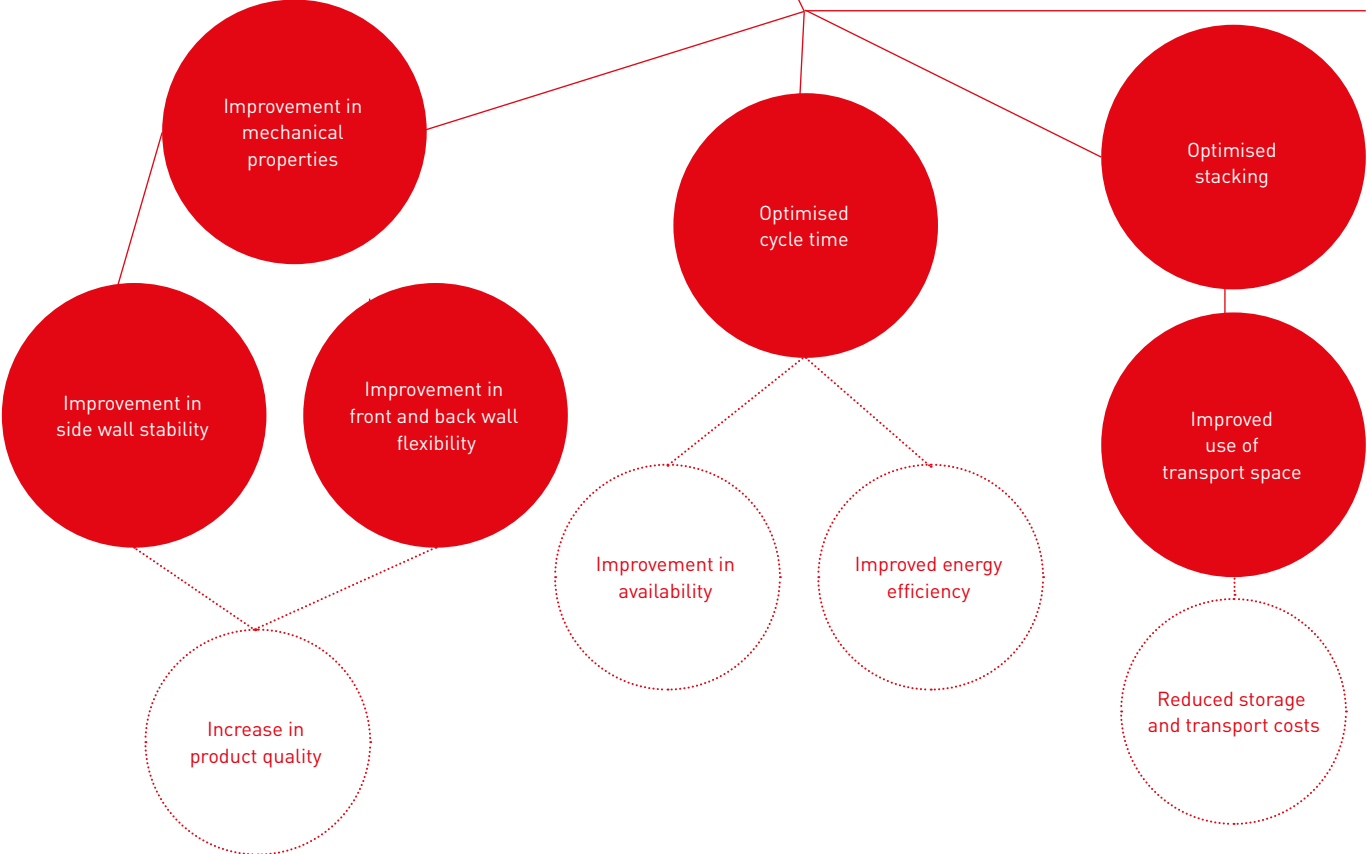 Improvement in
mechanical
properties
Optimised
cycle time
Optimised
stacking
Improvement in
side wall stability
Improvement in
front and back wall
flexibility
Improved
use of
transport space
Improvement in
availability
Improved energy
efficiency
Increase in
product quality
Reduced storage
and transport costs